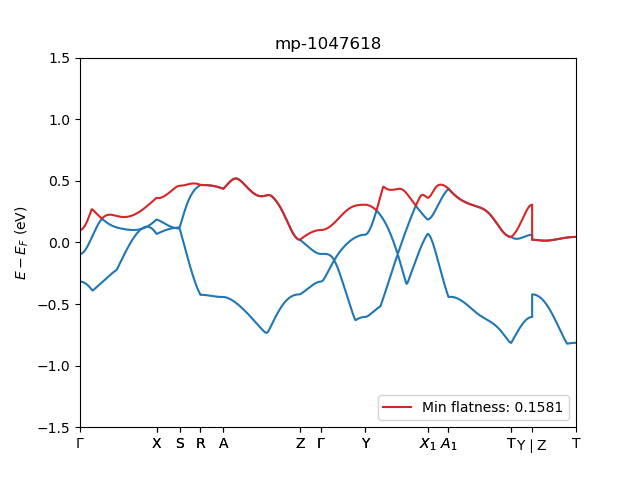 mp-1047618
1.5
1.0
0.5
0.0
−0.5
−1.0
−1.5
E − E_F (eV)
Min flatness: 0.1581
Γ X S R A Z Γ Y X₁ A₁ T Y | Z T